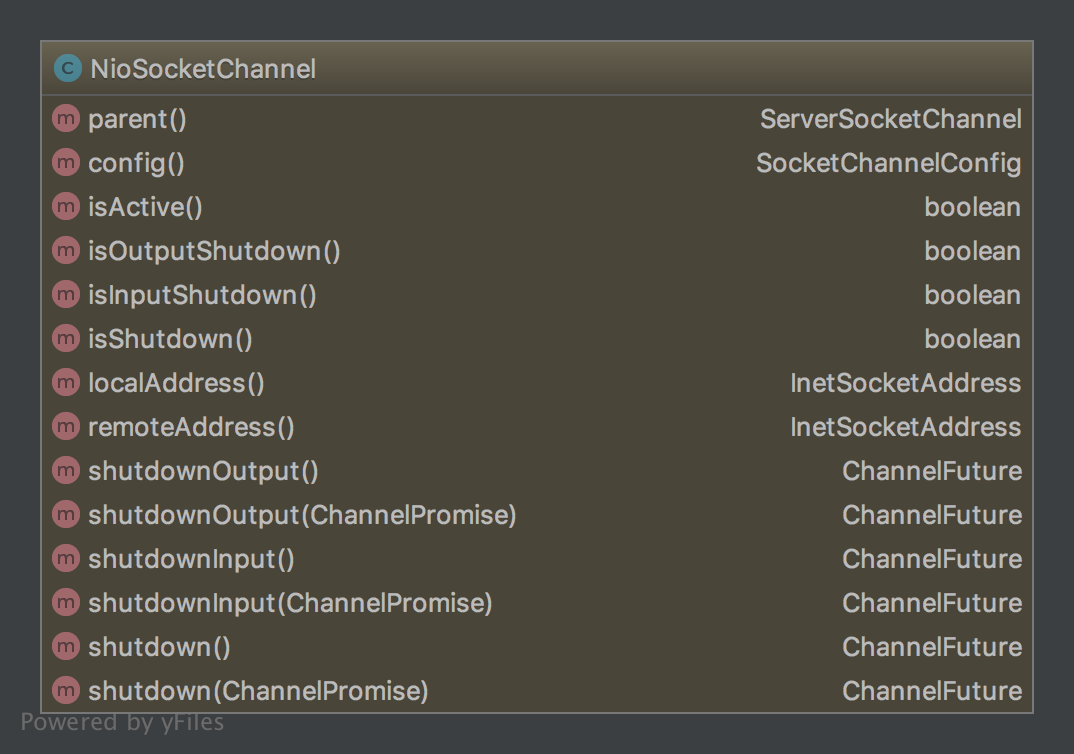 C NioSocketChannel
m parent() ServerSocketChannel
m config() SocketChannelConfig
m isActive() boolean
m isOutputShutdown() boolean
m isInputShutdown() boolean
m isShutdown() boolean
m localAddress() InetSocketAddress
m remoteAddress() InetSocketAddress
m shutdownOutput() ChannelFuture
m shutdownOutput(ChannelPromise) ChannelFuture
m shutdownInput() ChannelFuture
m shutdownInput(ChannelPromise) ChannelFuture
m shutdown() ChannelFuture
m shutdown(ChannelPromise) ChannelFuture
Powered by yFiles